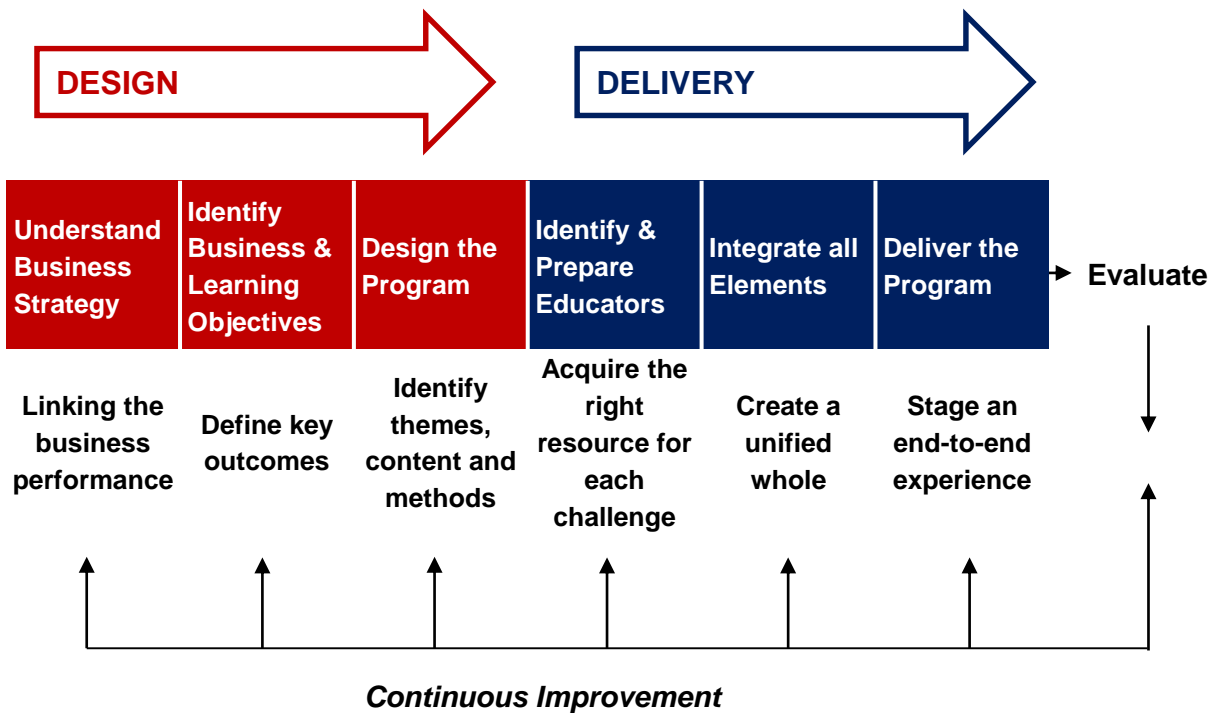 DESIGN
DELIVERY
Understand
Business
Strategy
Identify
Business &
Learning
Objectives
Design the
Program
Identify &
Prepare
Educators
Integrate all
Elements
Deliver the
Program
Evaluate
Linking the
business
performance
Define key
outcomes
Identify
themes,
content and
methods
Acquire the
right
resource for
each
challenge
Create a
unified
whole
Stage an
end-to-end
experience
Continuous Improvement